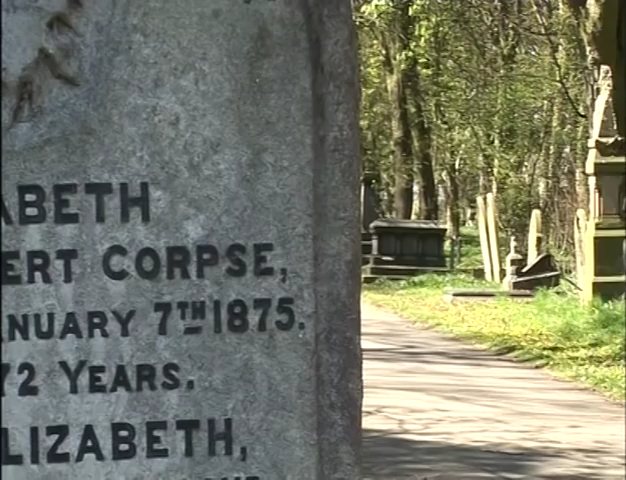 ABETH
ERT CORPSE,
ANUARY 7TH 1875.
72 YEARS.
LIZABETH,